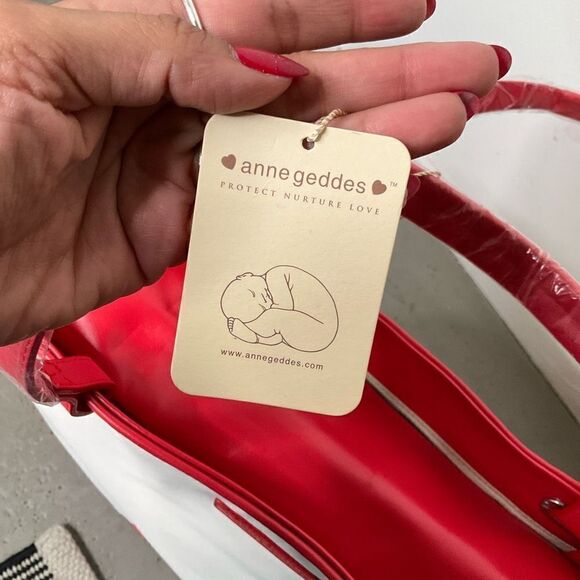 anne geddes ™
PROTECT NURTURE LOVE
www.annegeddes.com